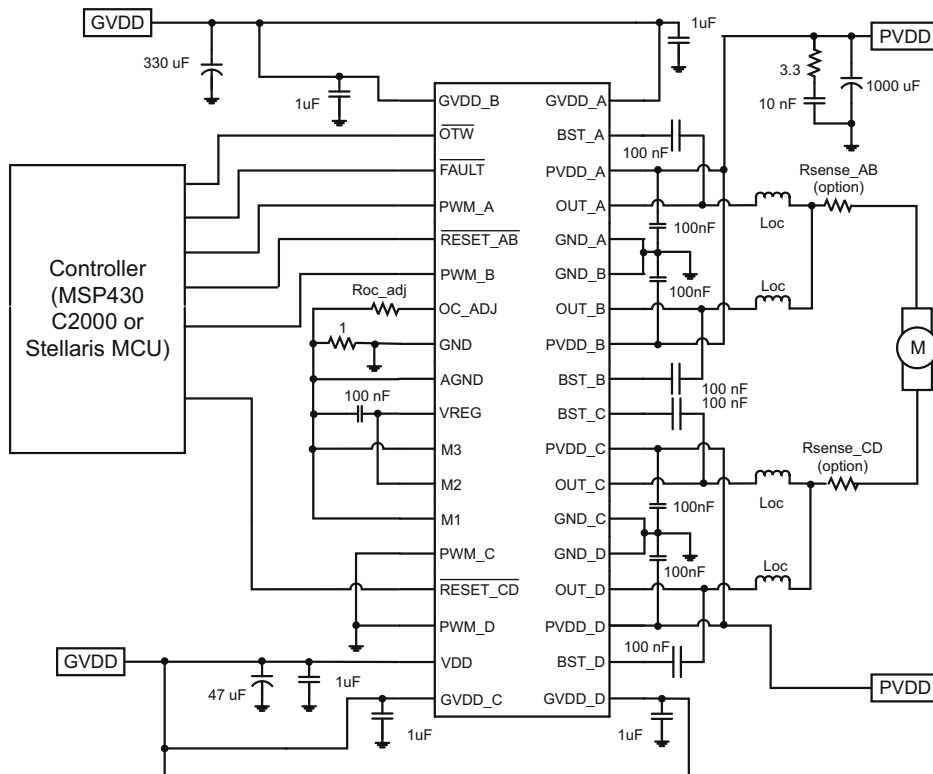 GVDD
330 uF
1uF
1uF
PVDD
3.3
10 nF
1000 uF
GVDD_B
OTW
FAULT
PWM_A
RESET_AB
PWM_B
OC_ADJ
GND
AGND
VREG
M3
M2
M1
PWM_C
RESET_CD
PWM_D
VDD
GVDD_C
GVDD_A
BST_A
PVDD_A
OUT_A
GND_A
GND_B
OUT_B
PVDD_B
BST_B
BST_C
PVDD_C
OUT_C
GND_C
GND_D
OUT_D
PVDD_D
BST_D
GVDD_D
Controller
(MSP430
C2000 or
Stellaris MCU)
Roc_adj
1
100 nF
100 nF
100nF
100nF
Loc
Rsense_AB
(option)
Loc
M
100 nF
100 nF
Rsense_CD
(option)
Loc
100nF
100nF
Loc
100 nF
GVDD
47 uF
1uF
1uF
1uF
PVDD